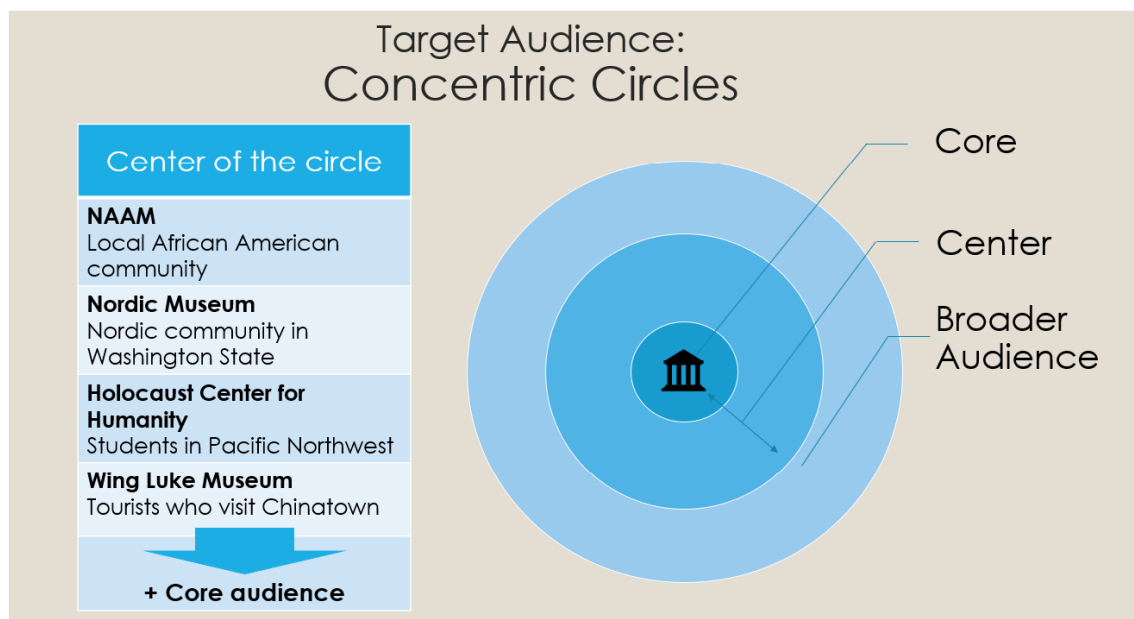 Target Audience:
Concentric Circles
Center of the circle
NAAM
Local African American
community
Nordic Museum
Nordic community in
Washington State
Holocaust Center for
Humanity
Students in Pacific Northwest
Wing Luke Museum
Tourists who visit Chinatown
+ Core audience
Core
Center
Broader
Audience